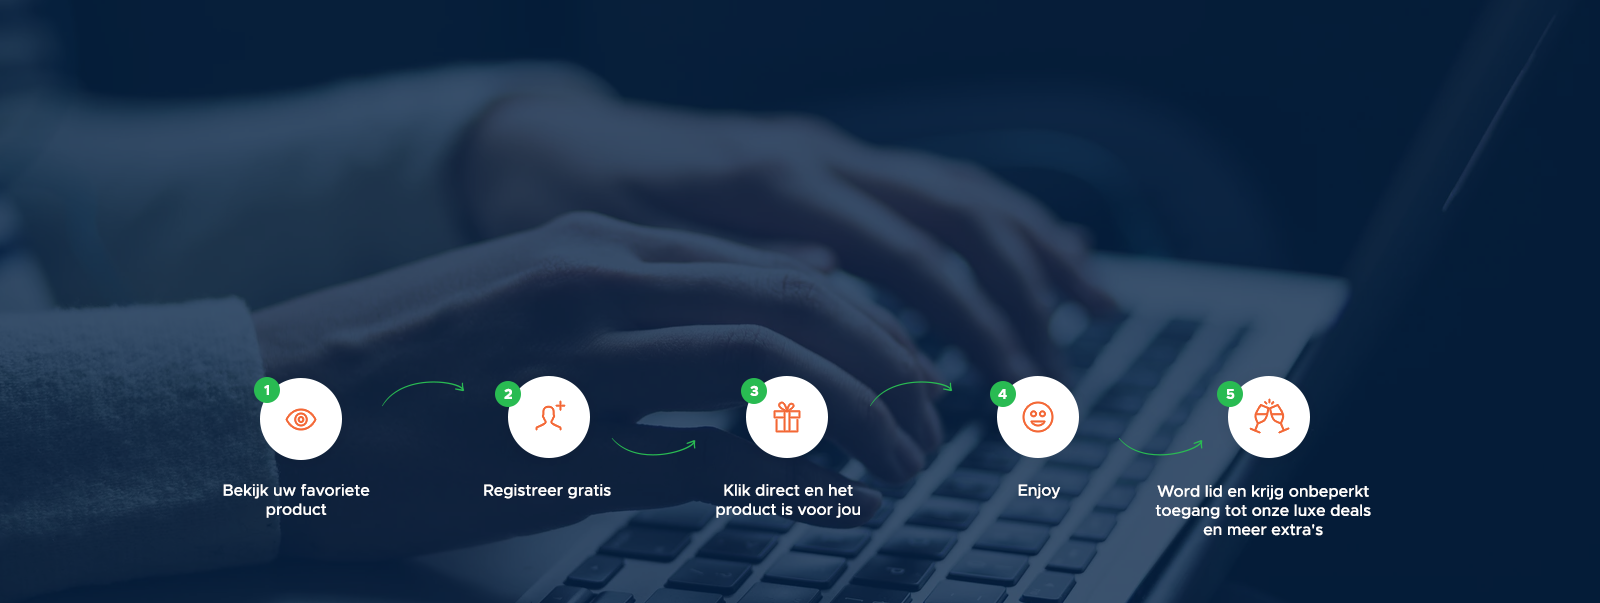 1
Bekijk uw favoriete
product
2
Registreer gratis
3
Klik direct en het
product is voor jou
4
Enjoy
5
Word lid en krijg onbeperkt
toegang tot onze luxe deals
en meer extra's